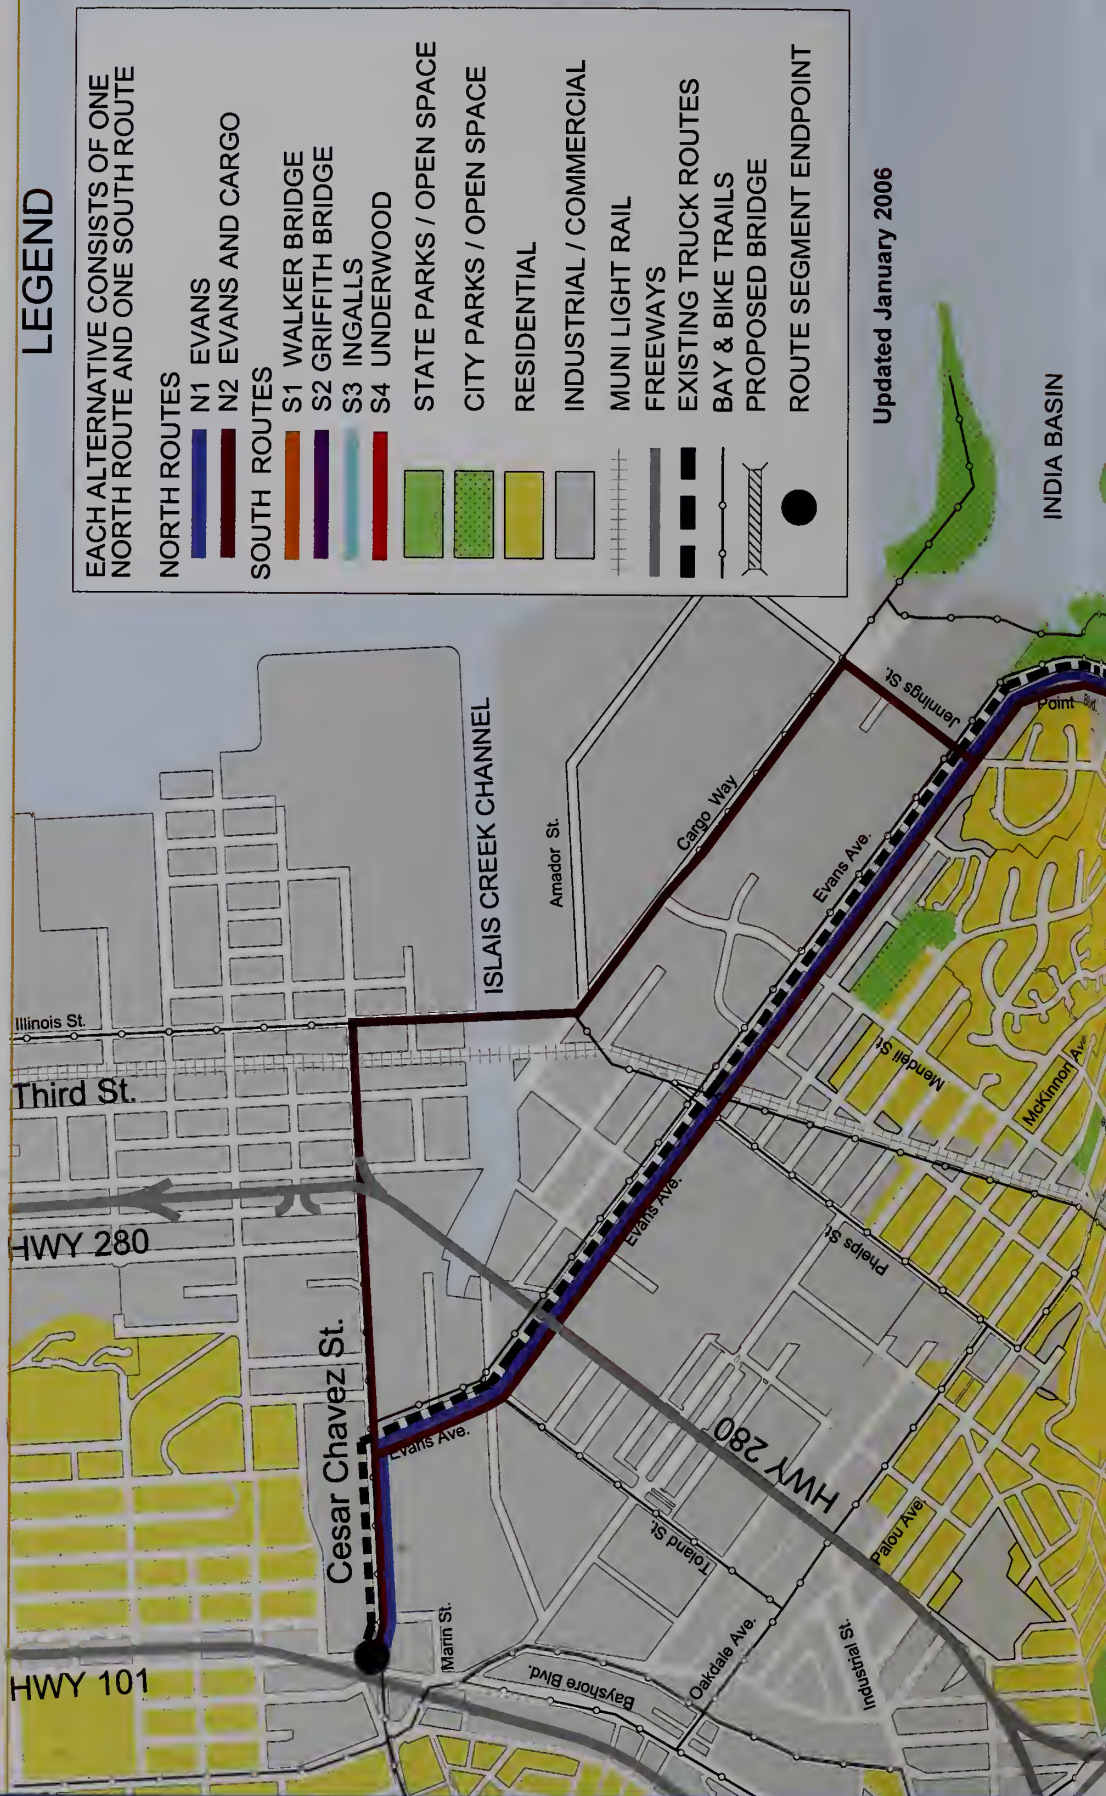 LEGEND
EACH ALTERNATIVE CONSISTS OF ONE
NORTH ROUTE AND ONE SOUTH ROUTE
NORTH ROUTES
N1 EVANS
N2 EVANS AND CARGO
SOUTH ROUTES
S1 WALKER BRIDGE
S2 GRIFFITH BRIDGE
S3 INGALLS
S4 UNDERWOOD
STATE PARKS / OPEN SPACE
CITY PARKS / OPEN SPACE
RESIDENTIAL
INDUSTRIAL / COMMERCIAL
MUNI LIGHT RAIL
FREEWAYS
EXISTING TRUCK ROUTES
BAY & BIKE TRAILS
PROPOSED BRIDGE
ROUTE SEGMENT ENDPOINT
Updated January 2006
INDIA BASIN
ISLAIS CREEK CHANNEL
Amador St.
Cargo Way
Jennings St.
Point Blvd.
Evans Ave.
Illinois St.
Third St.
HWY 280
Mendell St.
McKinnon Ave.
Evans Ave.
Phelps St.
Cesar Chavez St.
Evans Ave.
HWY 280
Toland St.
Palou Ave.
HWY 101
Marin St.
Bayshore Blvd.
Oakdale Ave.
Industrial St.